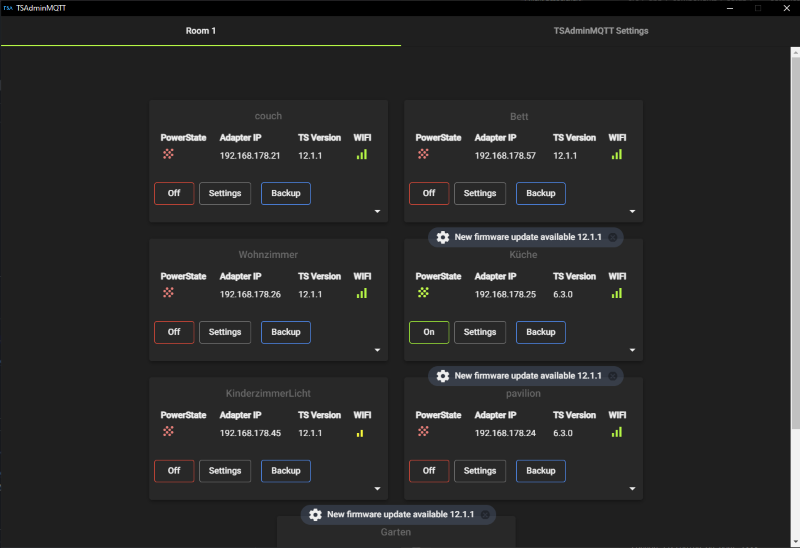 TSA TSAdminMQTT
Room 1 TSAdminMQTT Settings
couch
PowerState Adapter IP TS Version WIFI
192.168.178.21 12.1.1
Off Settings Backup
Bett
PowerState Adapter IP TS Version WIFI
192.168.178.57 12.1.1
Off Settings Backup
Wohnzimmer
PowerState Adapter IP TS Version WIFI
192.168.178.26 12.1.1
Off Settings Backup
New firmware update available 12.1.1
Küche
PowerState Adapter IP TS Version WIFI
192.168.178.25 6.3.0
On Settings Backup
KinderzimmerLicht
PowerState Adapter IP TS Version WIFI
192.168.178.45 12.1.1
Off Settings Backup
New firmware update available 12.1.1
pavilion
PowerState Adapter IP TS Version WIFI
192.168.178.24 6.3.0
Off Settings Backup
New firmware update available 12.1.1
Garten